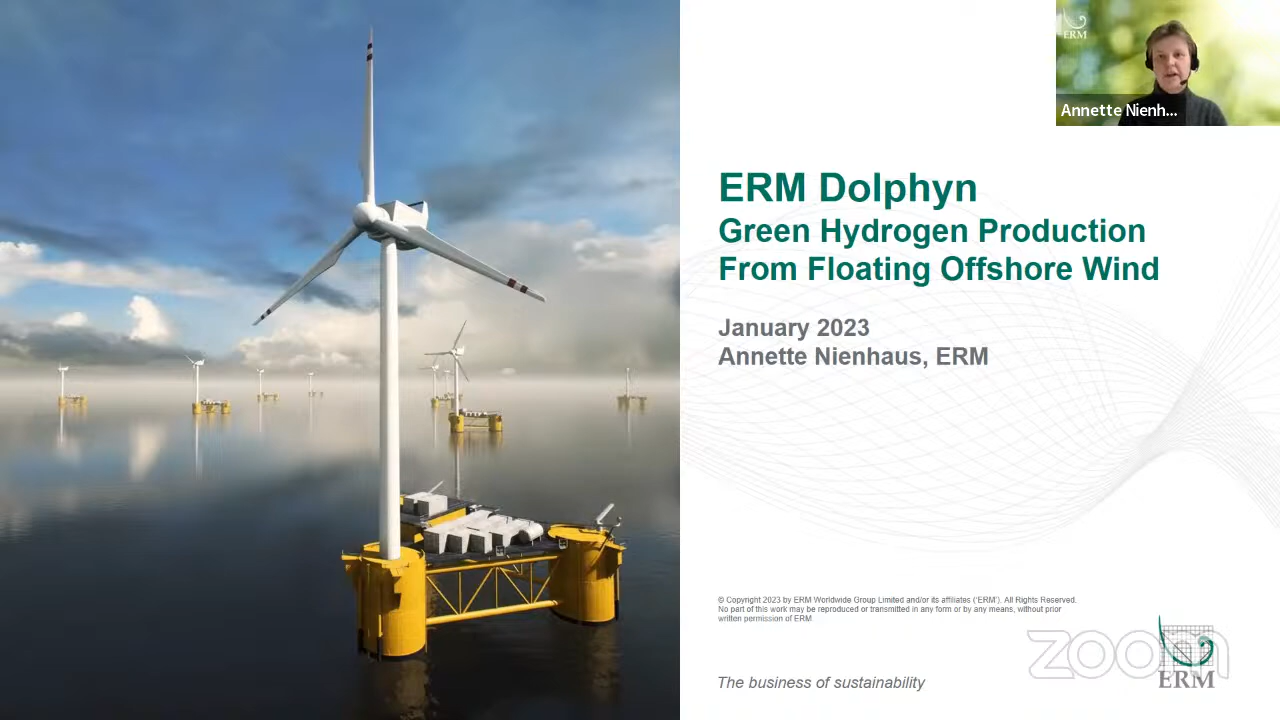 ERM
Annette Nienh...
ERM Dolphyn
Green Hydrogen Production
From Floating Offshore Wind
January 2023
Annette Nienhaus, ERM
© Copyright 2023 by ERM Worldwide Group Limited and/or its affiliates ('ERM'). All Rights Reserved.
No part of this work may be reproduced or transmitted in any form or by any means, without prior
written permission of ERM.
zoom
ERM
The business of sustainability